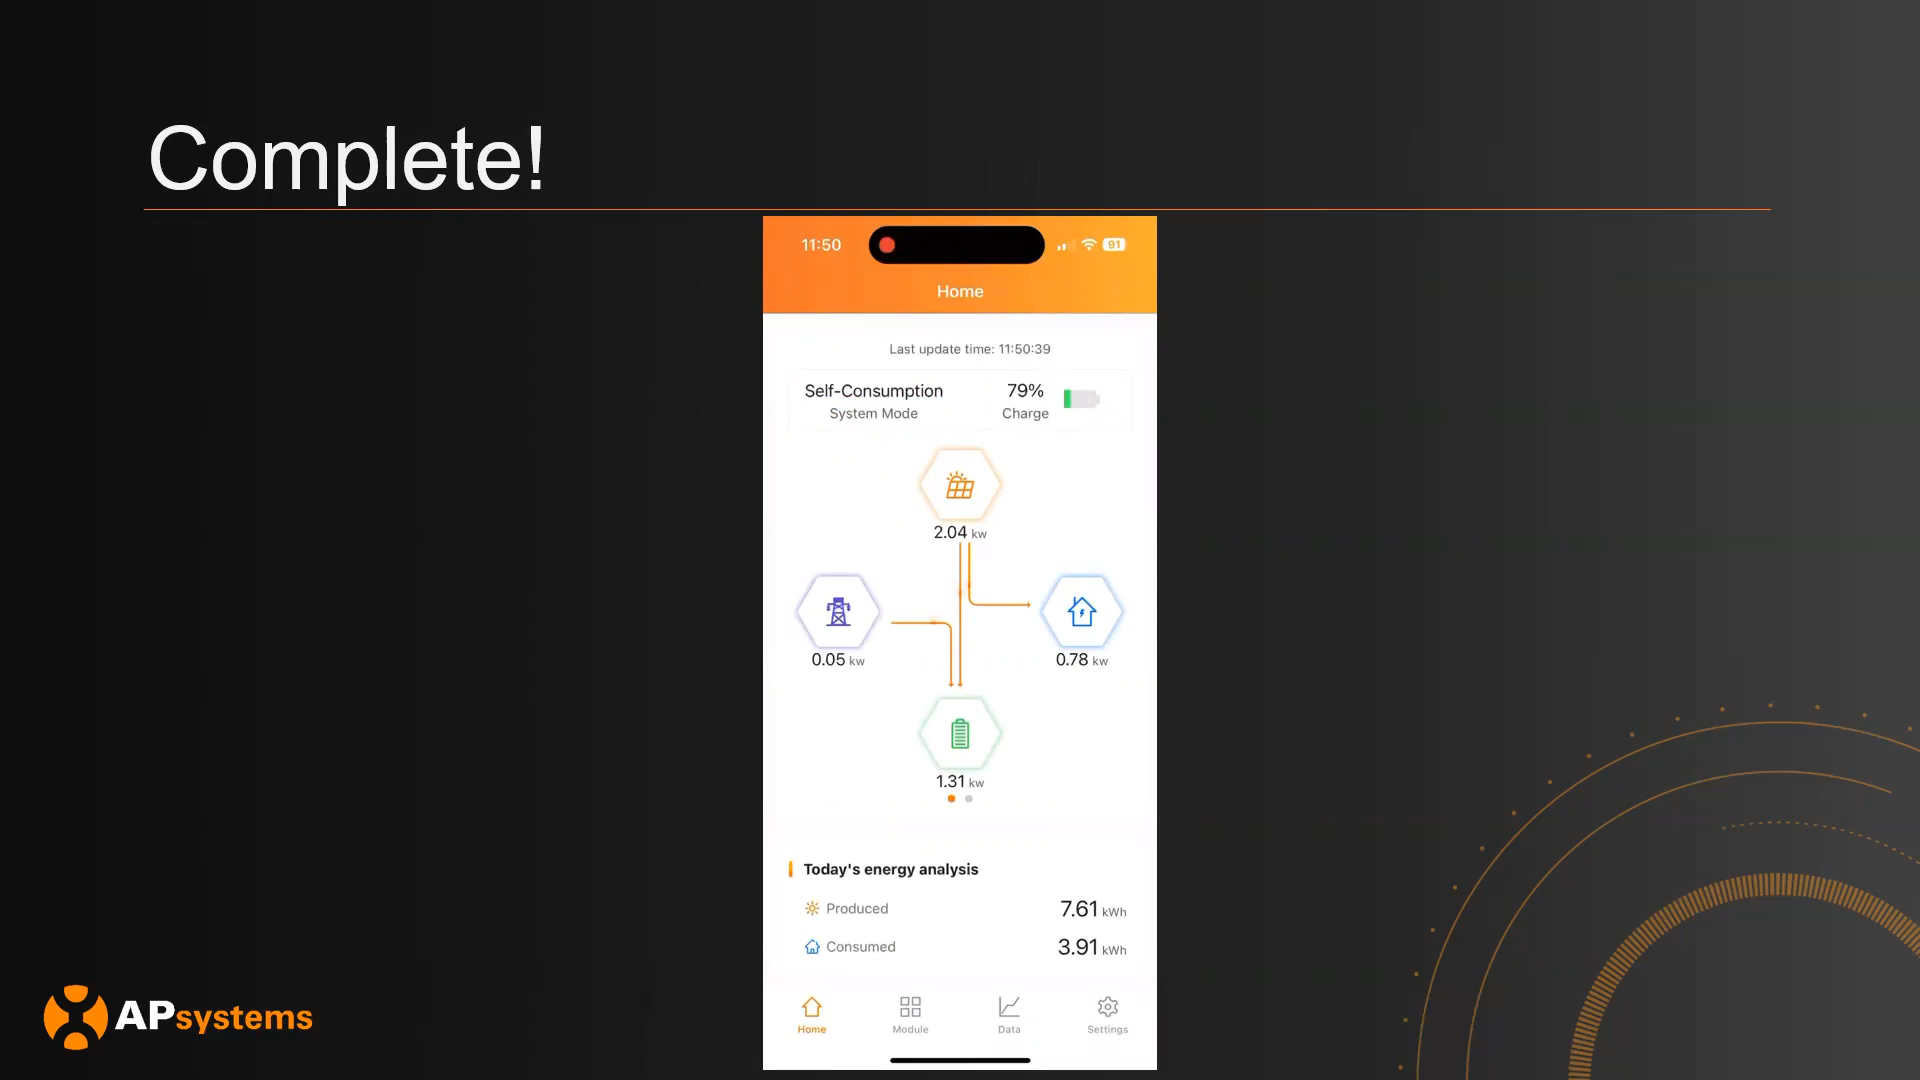 Complete!
11:50
91
Home
Last update time: 11:50:39
Self-Consumption
79%
System Mode
Charge
2.04 kw
0.05 kw
0.78 kw
1.31 kw
Today's energy analysis
Produced
7.61 kWh
Consumed
3.91 kWh
Home
Module
Data
Settings
APsystems